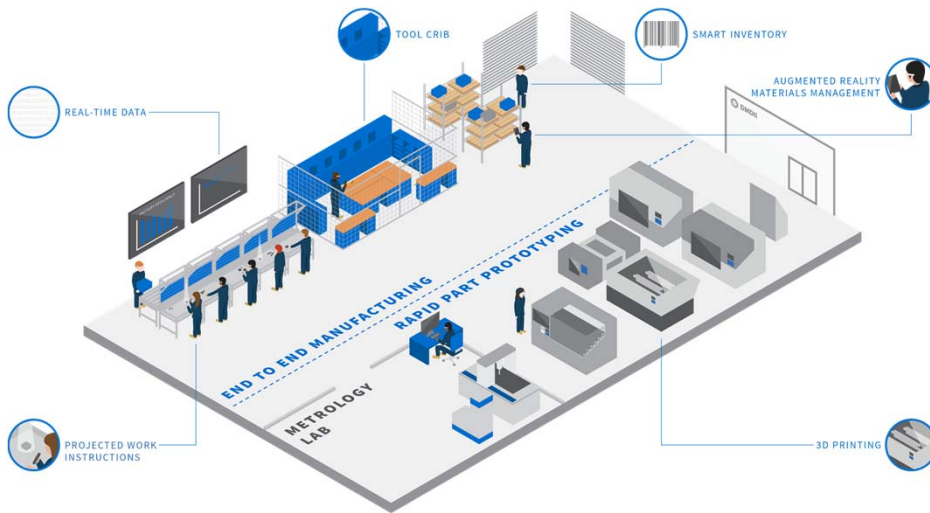 TOOL CRIB
SMART INVENTORY
AUGMENTED REALITY
MATERIALS MANAGEMENT
REAL-TIME DATA
DMDII
END TO END MANUFACTURING
RAPID PART PROTOTYPING
METROLOGY
LAB
PROJECTED WORK
INSTRUCTIONS
3D PRINTING